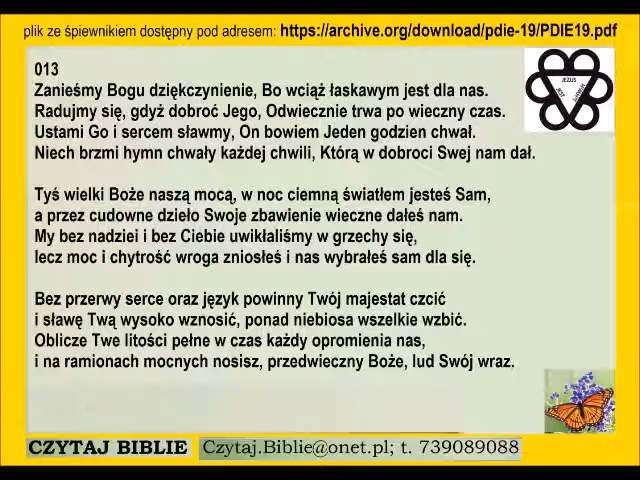 plik ze śpiewnikiem dostępny pod adresem: https://archive.org/download/pdie-19/PDIE19.pdf
013
Zanieśmy Bogu dziękczynienie, Bo wciąż łaskawym jest dla nas.
Radujmy się, gdyż dobroć Jego, Odwiecznie trwa po wieczny czas.
Ustami Go i sercem sławmy, On bowiem Jeden godzien chwał.
Niech brzmi hymn chwały każdej chwili, Którą w dobroci Swej nam dał.
Tyś wielki Boże naszą mocą, w noc ciemną światłem jesteś Sam,
a przez cudowne dzieło Swoje zbawienie wieczne dałeś nam.
My bez nadziei i bez Ciebie uwikłaliśmy w grzechy się,
lecz moc i chytrość wroga zniosłeś i nas wybrałeś sam dla się.
Bez przerwy serce oraz język powinny Twój majestat czcić
i sławę Twą wysoko wznosić, ponad niebiosa wszelkie wzbić.
Oblicze Twe litości pełne w czas każdy opromienia nas,
i na ramionach mocnych nosisz, przedwieczny Boże, lud Swój wraz.
JEZUS
JEST
CZYTAJ BIBLIE
Czytaj.Biblie@onet.pl; t. 739089088